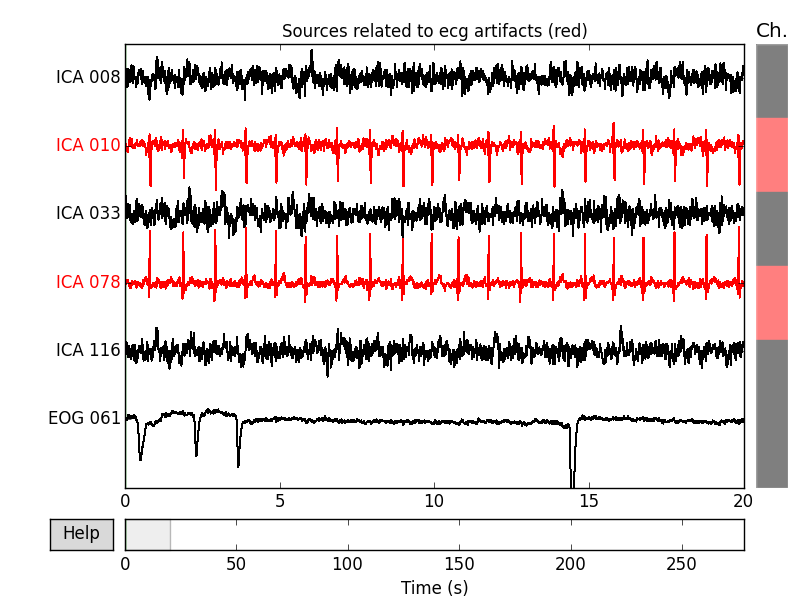 Sources related to ecg artifacts (red)
Ch.
ICA 008
ICA 010
ICA 033
ICA 078
ICA 116
EOG 061
0 5 10 15 20
Help
0 50 100 150 200 250
Time (s)